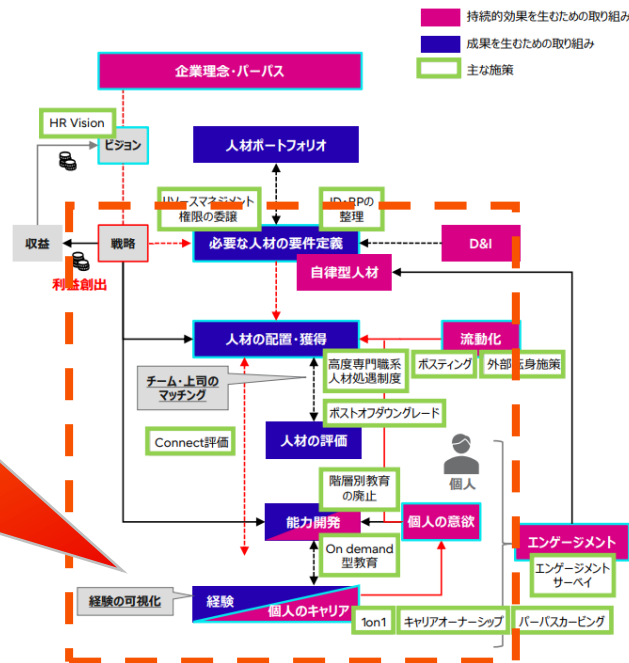 持続的効果を生むための取り組み
成果を生むための取り組み
主な施策
企業理念・パーパス
HR Vision
ビジョン
人材ポートフォリオ
リソースマネジメント
権限の委譲
JD・RPの
整理
収益
戦略
必要な人材の要件定義
D&I
自律型人材
利益創出
人材の配置・獲得
流動化
チーム・上司の
マッチング
高度専門職系
人材処遇制度
ポスティング
外部転身施策
ポストオフダウングレード
Connect評価
人材の評価
個人
階層別教育
の廃止
能力開発
個人の意欲
エンゲージメント
On demand
型教育
エンゲージメント
サーベイ
経験の可視化
経験
個人のキャリア
1on1
キャリアオーナーシップ
パーパスカービング